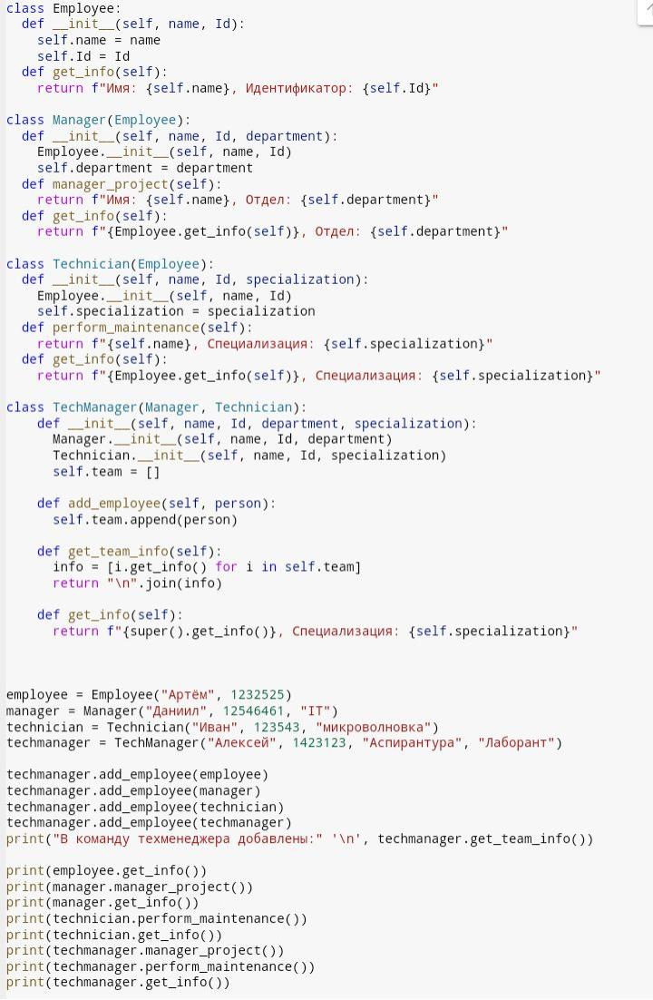 class Employee:
  def __init__(self, name, Id):
    self.name = name
    self.Id = Id
  def get_info(self):
    return f"Имя: {self.name}, Идентификатор: {self.Id}"

class Manager(Employee):
  def __init__(self, name, Id, department):
    Employee.__init__(self, name, Id)
    self.department = department
  def manager_project(self):
    return f"Имя: {self.name}, Отдел: {self.department}"
  def get_info(self):
    return f"{Employee.get_info(self)}, Отдел: {self.department}"

class Technician(Employee):
  def __init__(self, name, Id, specialization):
    Employee.__init__(self, name, Id)
    self.specialization = specialization
  def perform_maintenance(self):
    return f"{self.name}, Специализация: {self.specialization}"
  def get_info(self):
    return f"{Employee.get_info(self)}, Специализация: {self.specialization}"

class TechManager(Manager, Technician):
    def __init__(self, name, Id, department, specialization):
      Manager.__init__(self, name, Id, department)
      Technician.__init__(self, name, Id, specialization)
      self.team = []

    def add_employee(self, person):
      self.team.append(person)

    def get_team_info(self):
      info = [i.get_info() for i in self.team]
      return "\n".join(info)

    def get_info(self):
      return f"{super().get_info()}, Специализация: {self.specialization}"

employee = Employee("Артём", 1232525)
manager = Manager("Даниил", 12546461, "IT")
technician = Technician("Иван", 123543, "микроволновка")
techmanager = TechManager("Алексей", 1423123, "Аспирантура", "Лаборант")

techmanager.add_employee(employee)
techmanager.add_employee(manager)
techmanager.add_employee(technician)
techmanager.add_employee(techmanager)
print("В команду техменеджера добавлены:" '\n', techmanager.get_team_info())

print(employee.get_info())
print(manager.manager_project())
print(manager.get_info())
print(technician.perform_maintenance())
print(technician.get_info())
print(techmanager.manager_project())
print(techmanager.perform_maintenance())
print(techmanager.get_info())